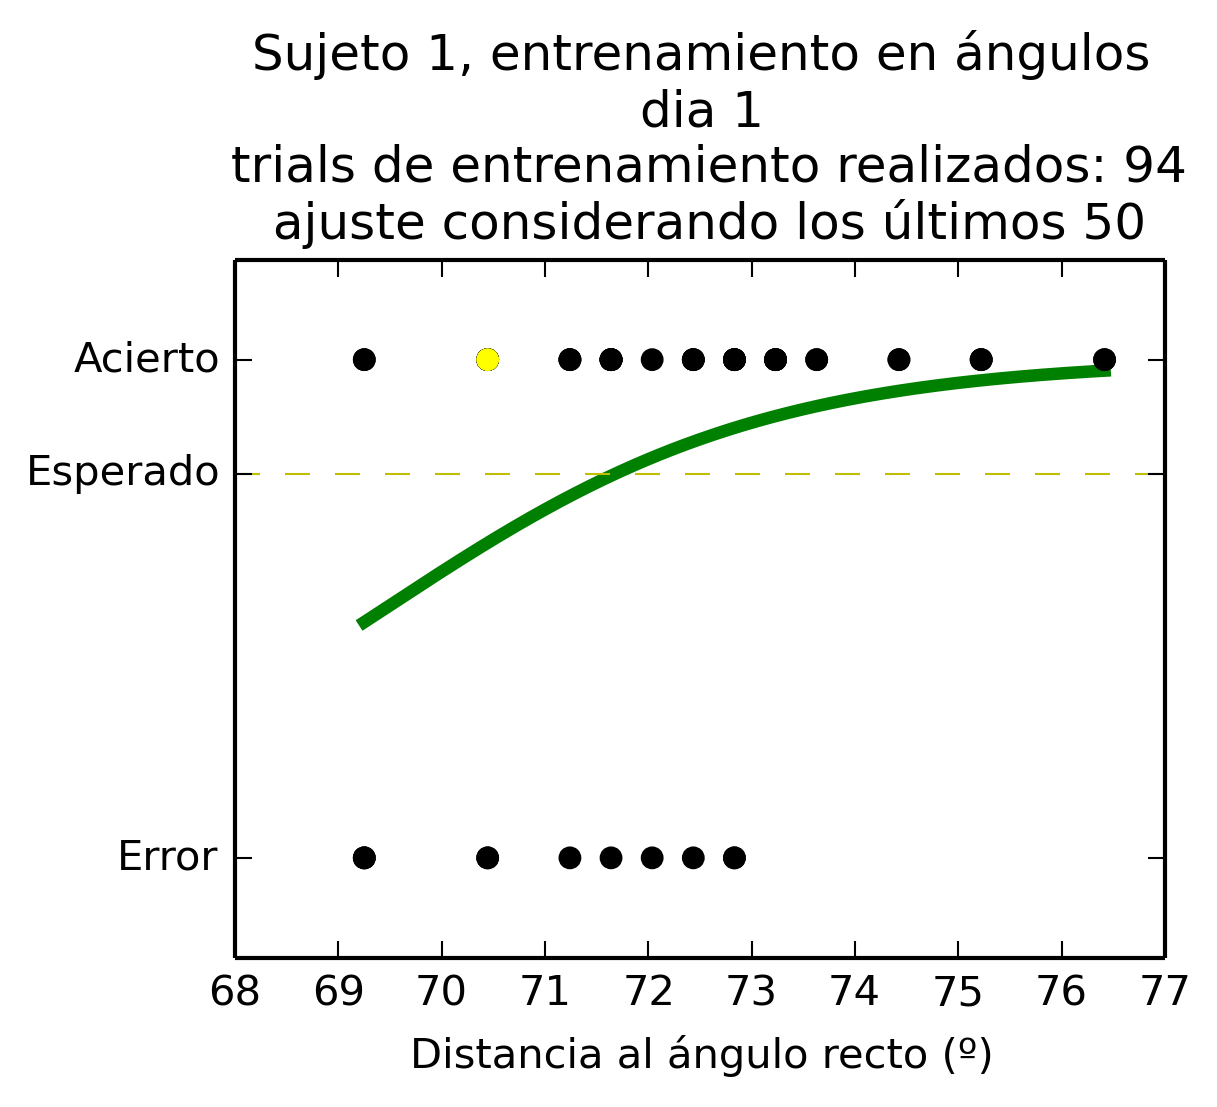 Sujeto 1, entrenamiento en ángulos
dia 1
trials de entrenamiento realizados: 94
ajuste considerando los últimos 50
Acierto
Esperado
Error
68 69 70 71 72 73 74 75 76 77
Distancia al ángulo recto (º)